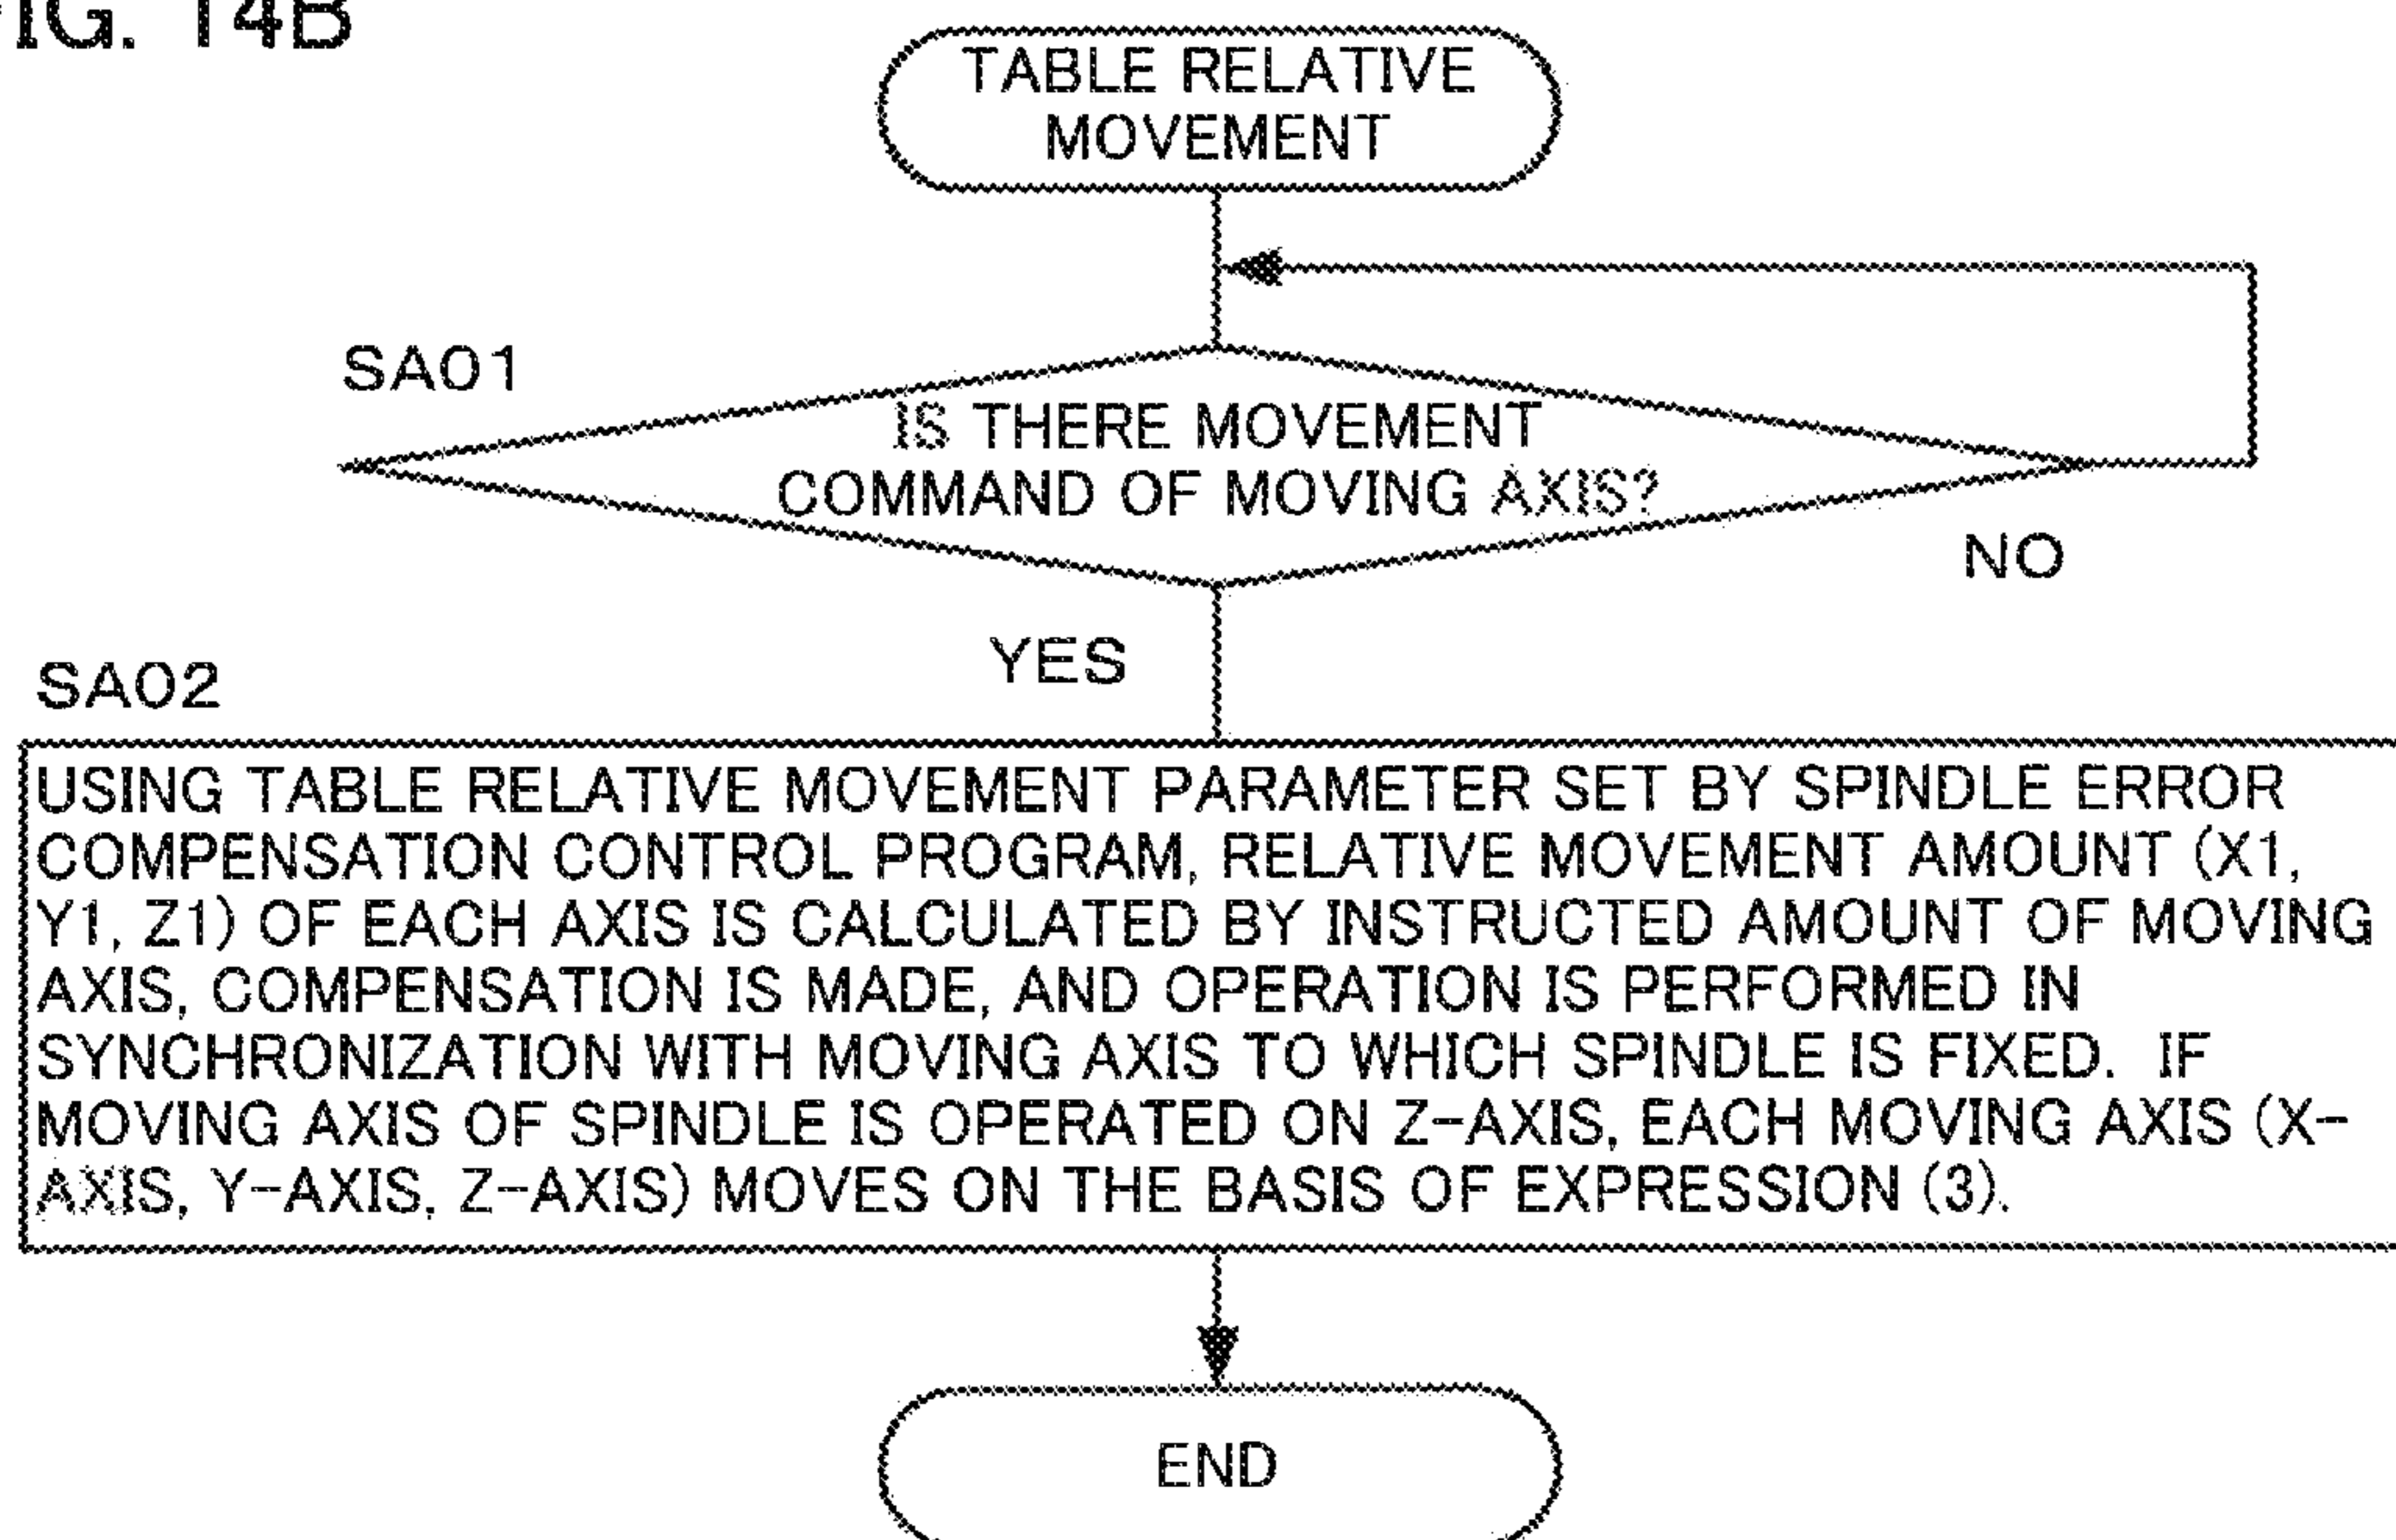 FIG. 14B
TABLE RELATIVE
MOVEMENT
SA01
IS THERE MOVEMENT
COMMAND OF MOVING AXIS?
NO
YES
SA02
USING TABLE RELATIVE MOVEMENT PARAMETER SET BY SPINDLE ERROR
COMPENSATION CONTROL PROGRAM, RELATIVE MOVEMENT AMOUNT (X1,
Y1, Z1) OF EACH AXIS IS CALCULATED BY INSTRUCTED AMOUNT OF MOVING
AXIS, COMPENSATION IS MADE, AND OPERATION IS PERFORMED IN
SYNCHRONIZATION WITH MOVING AXIS TO WHICH SPINDLE IS FIXED. IF
MOVING AXIS OF SPINDLE IS OPERATED ON Z-AXIS, EACH MOVING AXIS (X-
AXIS, Y-AXIS, Z-AXIS) MOVES ON THE BASIS OF EXPRESSION (3).
END